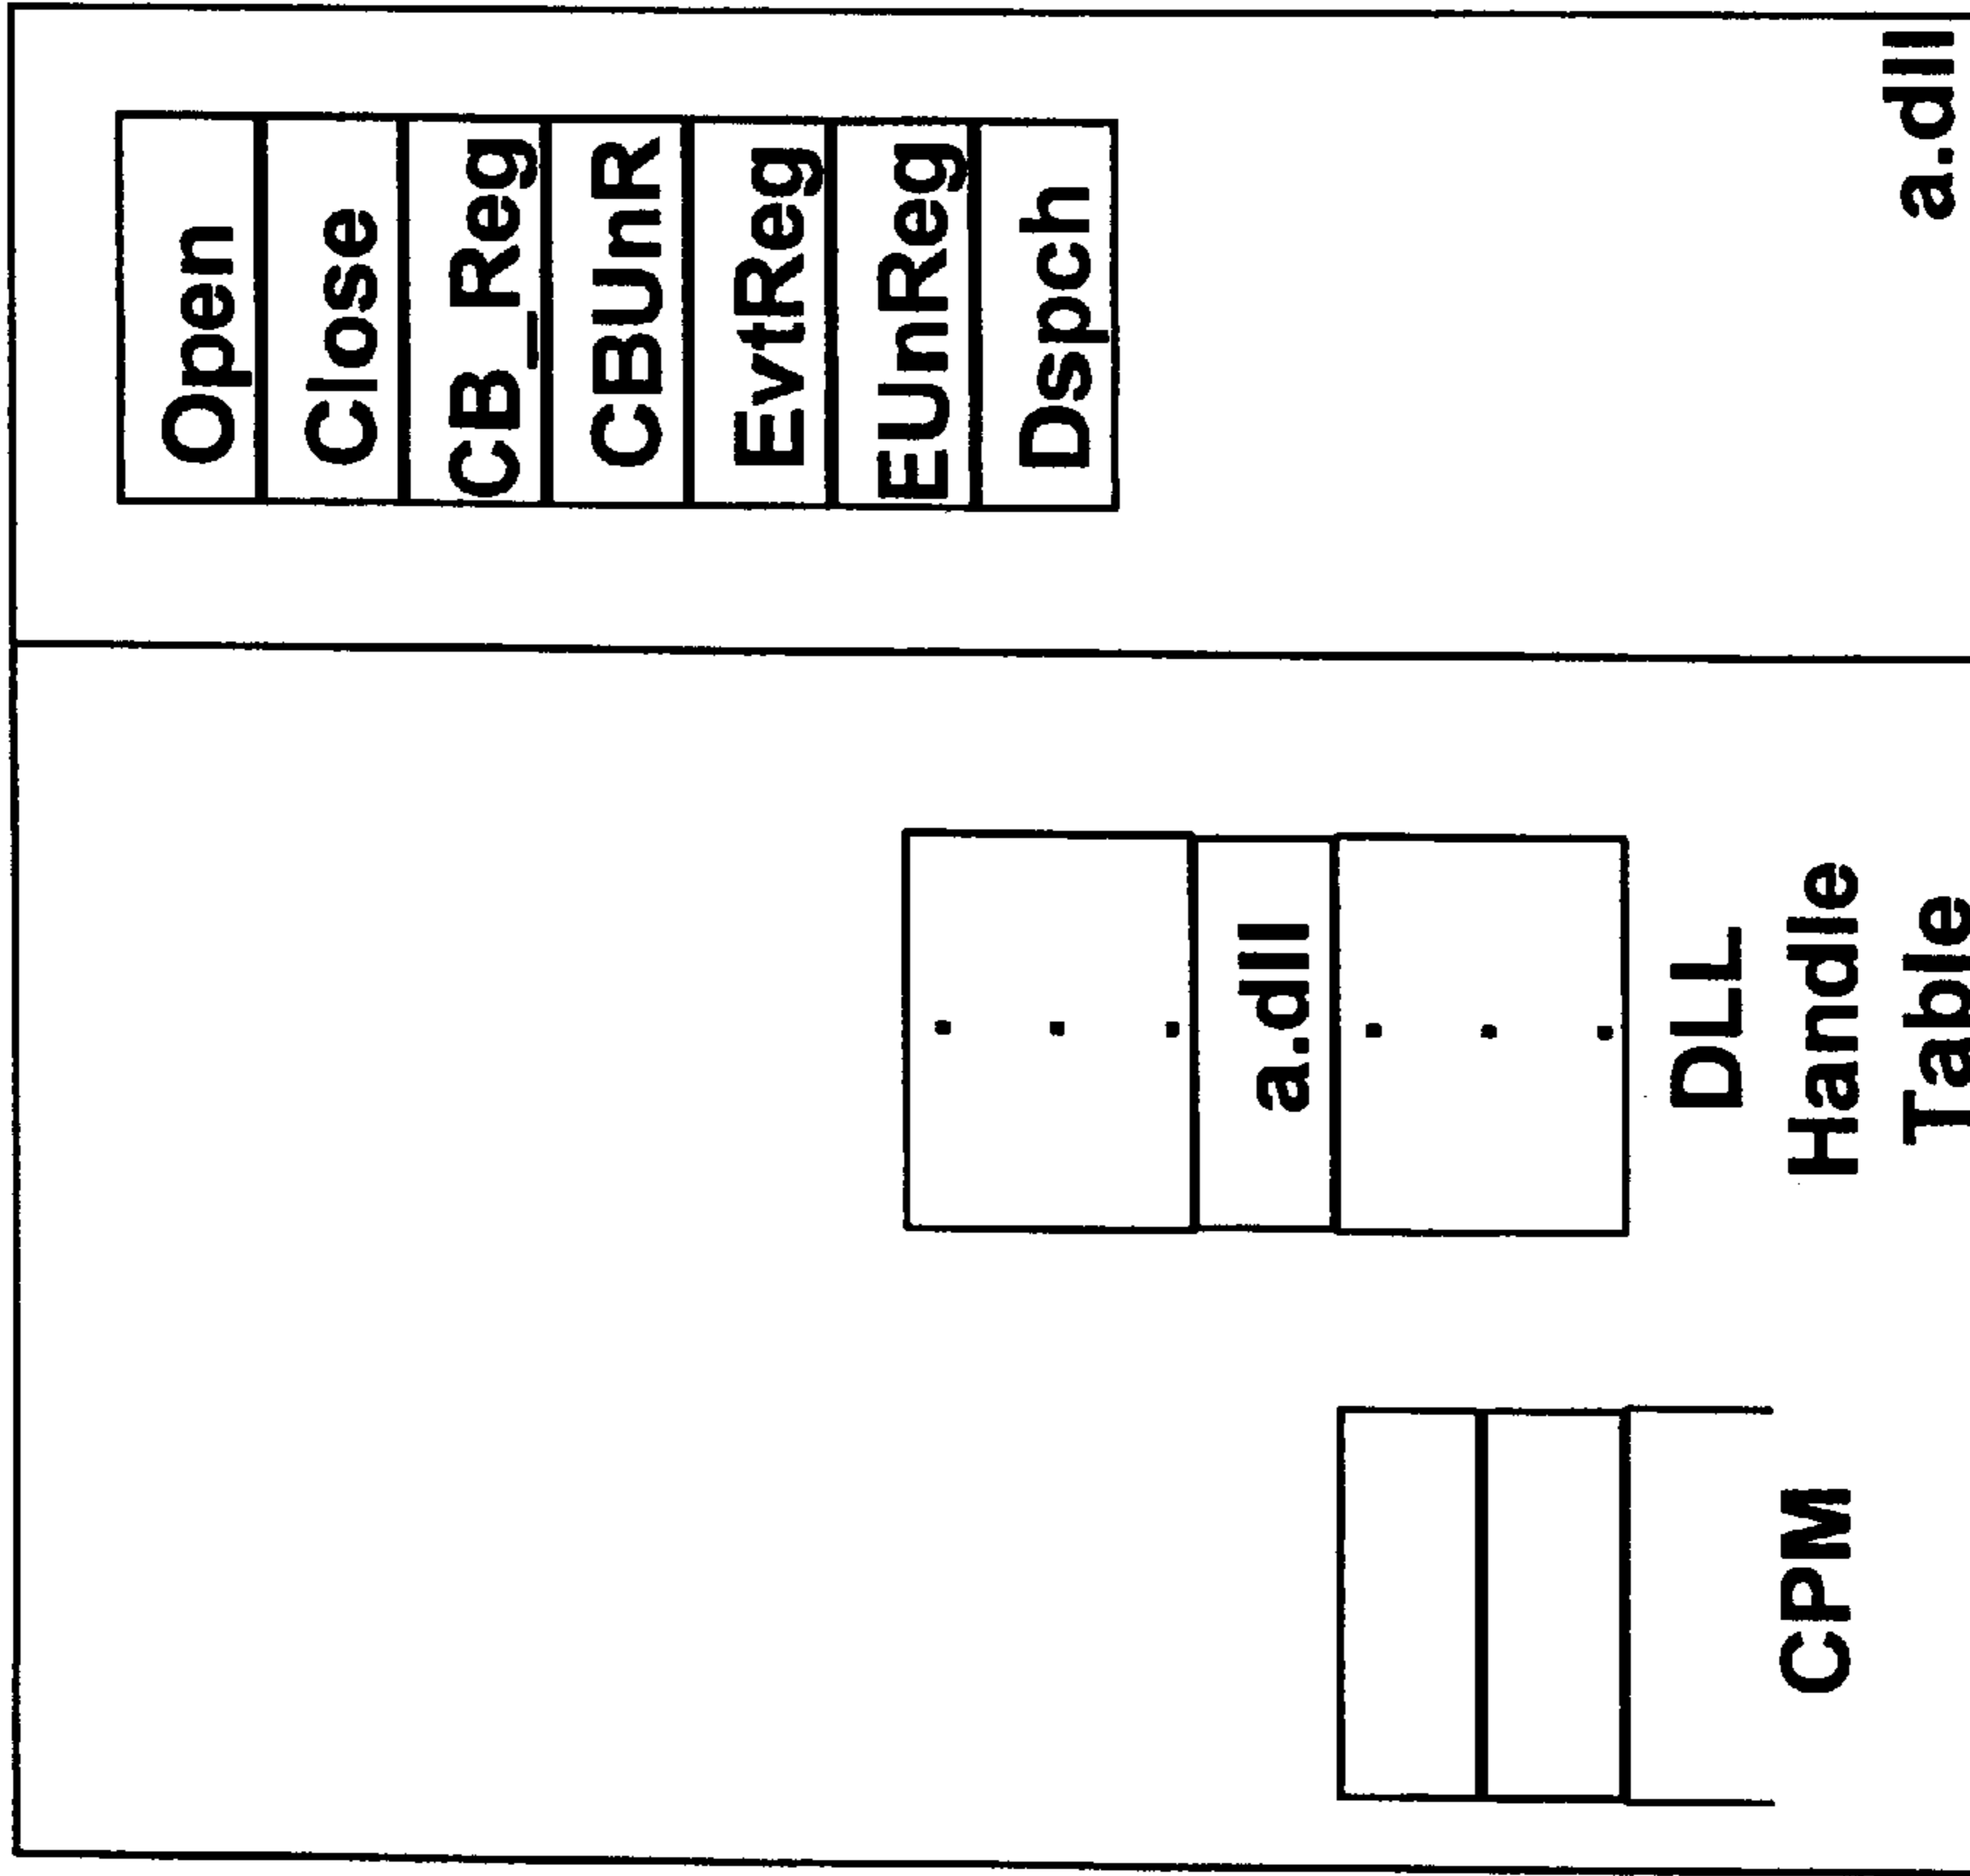 Open
Close
CB_Reg
CBUnR
EvtReg
EUnReg
Dspch
a.dll
a.dll
DLL
Handle
Table
CPM